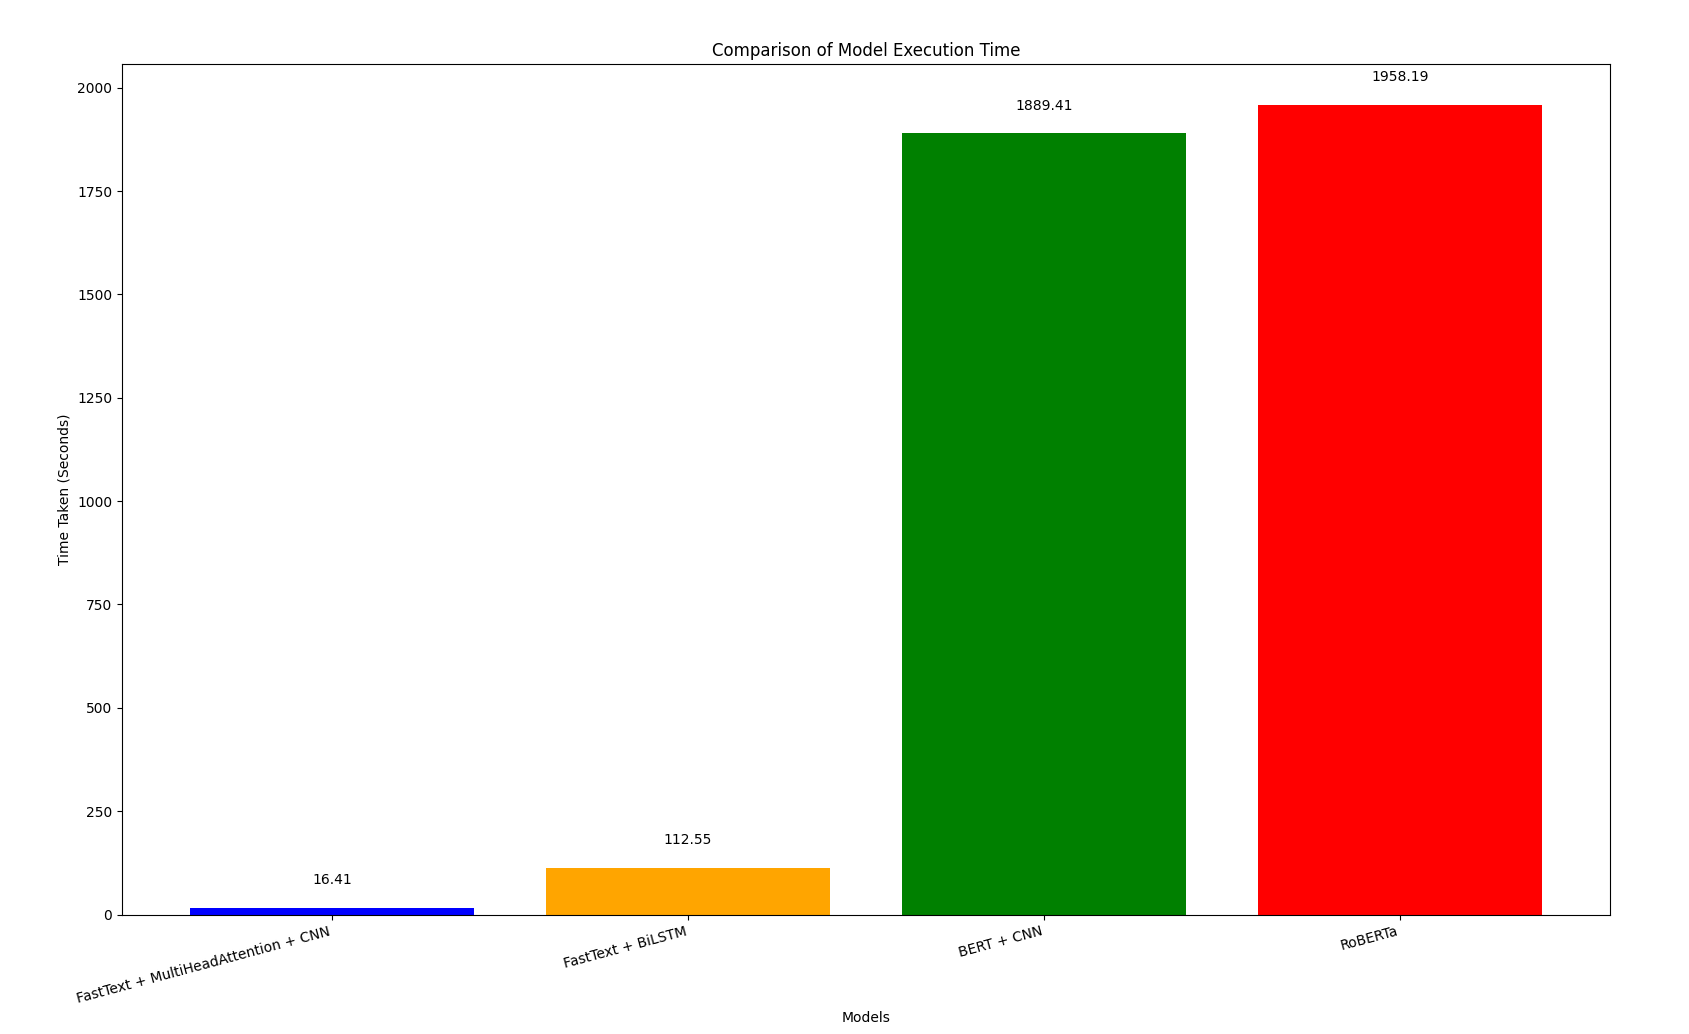 Comparison of Model Execution Time
Time Taken (Seconds)
2000
1750
1500
1250
1000
750
500
250
0
16.41
112.55
1889.41
1958.19
FastText + MultiHeadAttention + CNN
FastText + BiLSTM
BERT + CNN
RoBERTa
Models